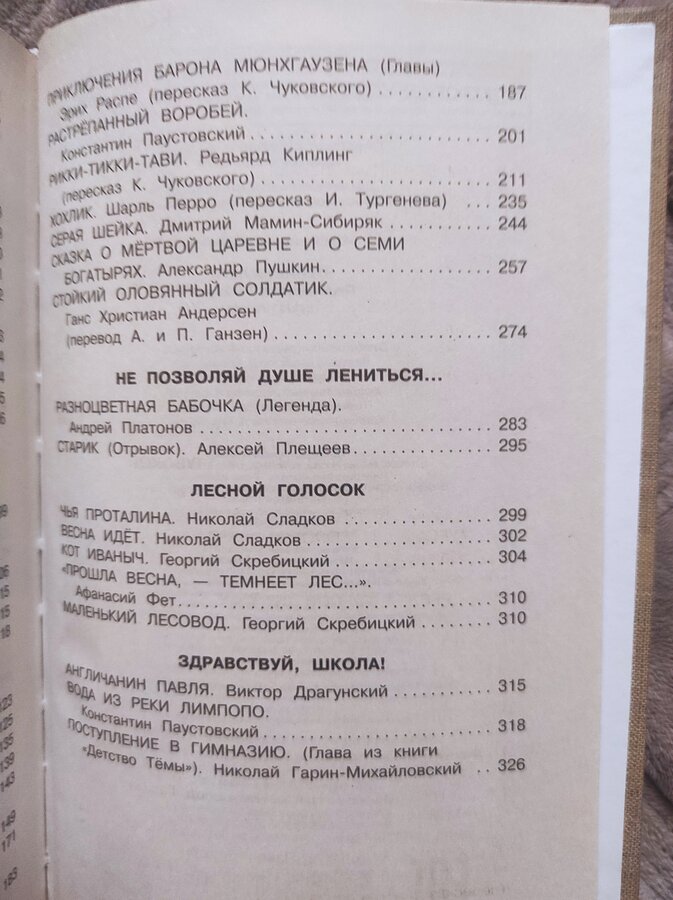 ПРИКЛЮЧЕНИЯ БАРОНА МЮНХГАУЗЕНА (Главы)
Эрих Распе (пересказ К. Чуковского) . . . . . . . . . . . . 187
РАСТРЁПАННЫЙ ВОРОБЕЙ.
Константин Паустовский . . . . . . . . . . . . . . . . . . . . . . . . 201
РИККИ-ТИККИ-ТАВИ. Редьярд Киплинг
(пересказ К. Чуковского) . . . . . . . . . . . . . . . . . . . . . . . 211
ХОХЛИК. Шарль Перро (пересказ И. Тургенева) . . . 235
СЕРАЯ ШЕЙКА. Дмитрий Мамин-Сибиряк . . . . . . . . . . 244
СКАЗКА О МЁРТВОЙ ЦАРЕВНЕ И О СЕМИ
БОГАТЫРЯХ. Александр Пушкин. . . . . . . . . . . . . . . . . 257
СТОЙКИЙ ОЛОВЯННЫЙ СОЛДАТИК.
Ганс Христиан Андерсен
(перевод А. и П. Ганзен) . . . . . . . . . . . . . . . . . . . . . . 274
НЕ ПОЗВОЛЯЙ ДУШЕ ЛЕНИТЬСЯ...
РАЗНОЦВЕТНАЯ БАБОЧКА (Легенда).
Андрей Платонов . . . . . . . . . . . . . . . . . . . . . . . . . . . . . 283
СТАРИК (Отрывок). Алексей Плещеев. . . . . . . . . . . . . . 295
ЛЕСНОЙ ГОЛОСОК
ЧЬЯ ПРОТАЛИНА. Николай Сладков . . . . . . . . . . . . . . 299
ВЕСНА ИДЁТ. Николай Сладков . . . . . . . . . . . . . . . . . . 302
КОТ ИВАНЫЧ. Георгий Скребицкий . . . . . . . . . . . . . . . 304
«ПРОШЛА ВЕСНА, — ТЕМНЕЕТ ЛЕС...».
Афанасий Фет . . . . . . . . . . . . . . . . . . . . . . . . . . . . . . . 310
МАЛЕНЬКИЙ ЛЕСОВОД. Георгий Скребицкий . . . . . . . 310
ЗДРАВСТВУЙ, ШКОЛА!
АНГЛИЧАНИН ПАВЛЯ. Виктор Драгунский . . . . . . . . . . 315
ВОДА ИЗ РЕКИ ЛИМПОПО.
Константин Паустовский . . . . . . . . . . . . . . . . . . . . . . . 318
ПОСТУПЛЕНИЕ В ГИМНАЗИЮ. (Глава из книги
«Детство Тёмы»). Николай Гарин-Михайловский . . 326